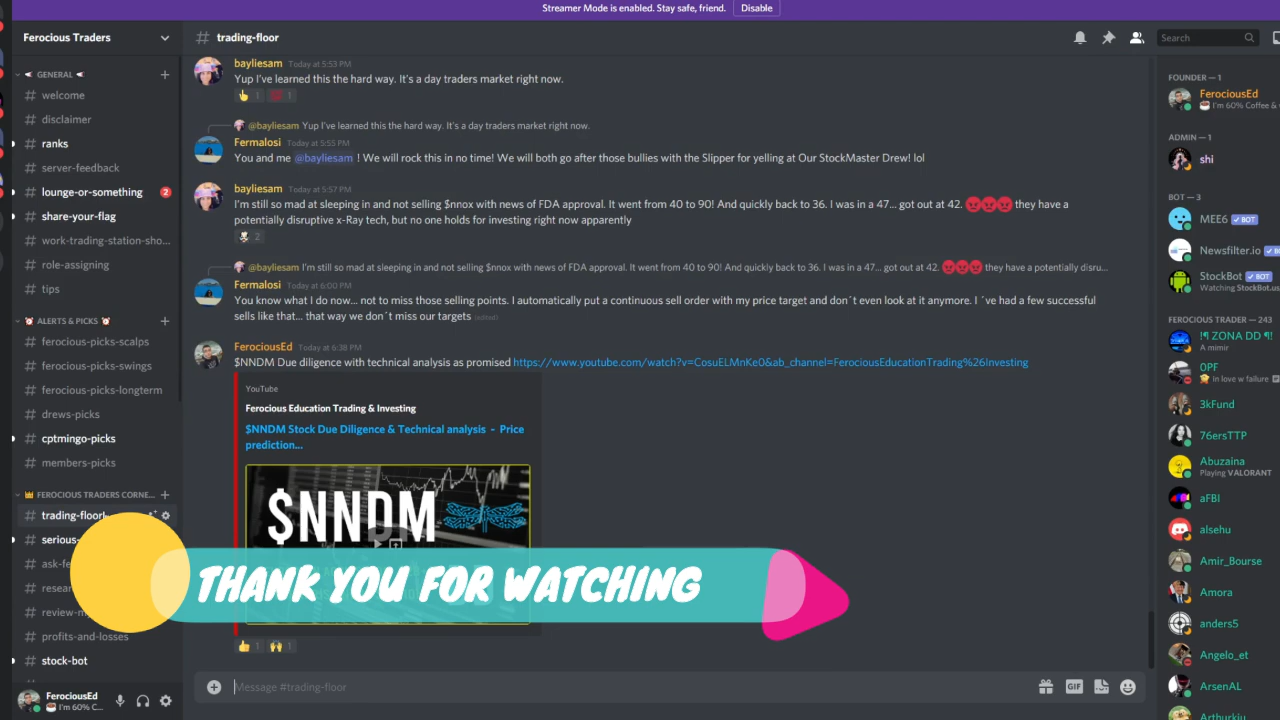 Streamer Mode is enabled. Stay safe, friend.
Disable
Ferocious Traders
GENERAL
welcome
disclaimer
ranks
server-feedback
lounge-or-something
2
share-your-flag
work-trading-station-sho...
role-assigning
tips
ALERTS & PICKS
ferocious-picks-scalps
ferocious-picks-swings
ferocious-picks-longterm
drews-picks
cptmingo-picks
members-picks
FEROCIOUS TRADERS CORNE...
trading-floor
serious-
ask-fe
resear
review-m
profits-and-losses
stock-bot
FerociousEd
I'm 60% C...
# trading-floor
Search
bayliesam Today at 5:53 PM
Yup I've learned this the hard way. It's a day traders market right now.
1 1
@bayliesam Yup I've learned this the hard way. It's a day traders market right now.
Fermalosi Today at 5:55 PM
You and me @bayliesam ! We will rock this in no time! We will both go after those bullies with the Slipper for yelling at Our StockMaster Drew! lol
bayliesam Today at 5:57 PM
I'm still so mad at sleeping in and not selling $nnox with news of FDA approval. It went from 40 to 90! And quickly back to 36. I was in a 47... got out at 42. 😡😡😡 they have a
potentially disruptive x-Ray tech, but no one holds for investing right now apparently
2
@bayliesam I'm still so mad at sleeping in and not selling $nnox with news of FDA approval. It went from 40 to 90! And quickly back to 36. I was in a 47... got out at 42. 😡😡😡 they have a potentially disru...
Fermalosi Today at 6:00 PM
You know what I do now... not to miss those selling points. I automatically put a continuous sell order with my price target and don´t even look at it anymore. I ´ve had a few successful
sells like that... that way we don´t miss our targets (edited)
FerociousEd Today at 6:38 PM
$NNDM Due diligence with technical analysis as promised https://www.youtube.com/watch?v=CosuELMnKe0&ab_channel=FerociousEducationTrading%26Investing
YouTube
Ferocious Education Trading & Investing
$NNDM Stock Due Diligence & Technical analysis - Price
prediction...
$NNDM
THANK YOU FOR WATCHING
1 1
Message #trading-floor
GIF
FOUNDER — 1
FerociousEd
I'm 60% Coffee &
ADMIN — 1
shi
BOT — 3
MEE6 ✓ BOT
Newsfilter.io
StockBot ✓ BOT
Watching StockBot.us
FEROCIOUS TRADER — 243
!¶ ZONA DD ¶!
A mimir
0PF
In love w failure
3kFund
76ersTTP
Abuzaina
Playing VALORANT
aFBI
alsehu
Amir_Bourse
Amora
anders5
Angelo_et
ArsenAL
Arthurkiu